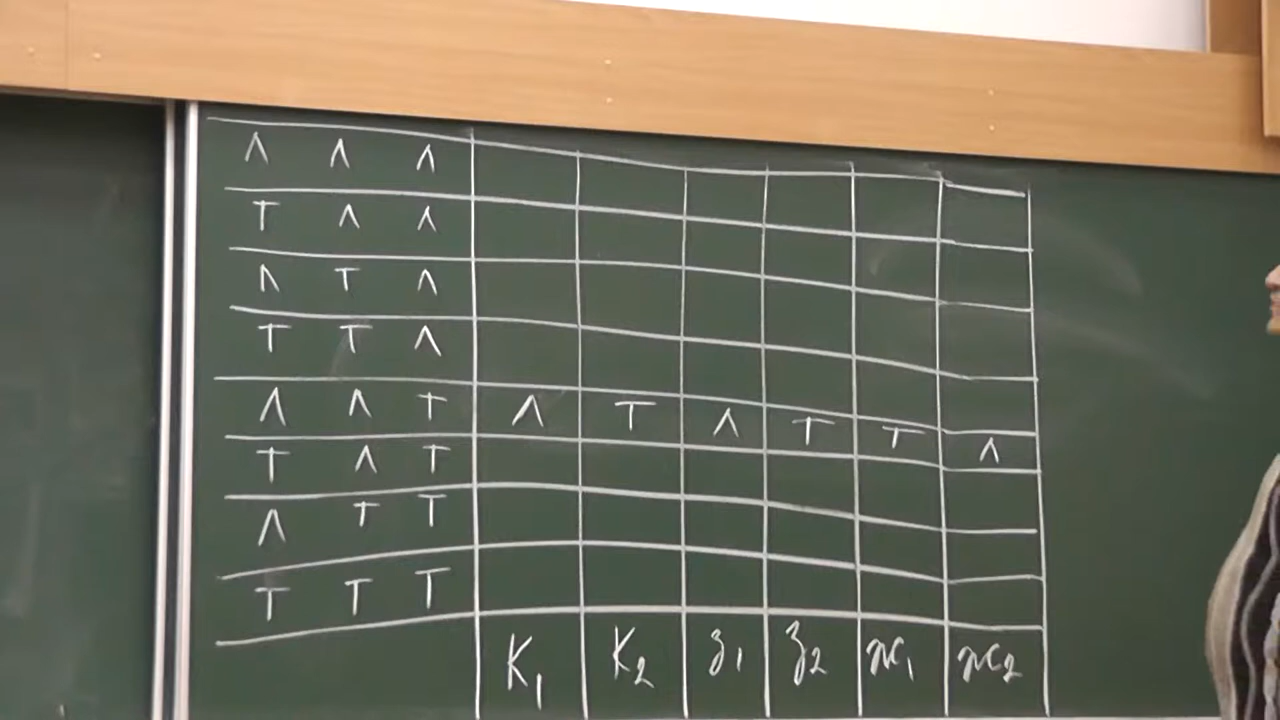 Λ Λ Λ
T Λ Λ
Λ T Λ
T T Λ
Λ Λ T Λ T Λ T T Λ
T Λ T
Λ T T
T T T
К₁ К₂ з₁ з₂ ж₁ ж₂